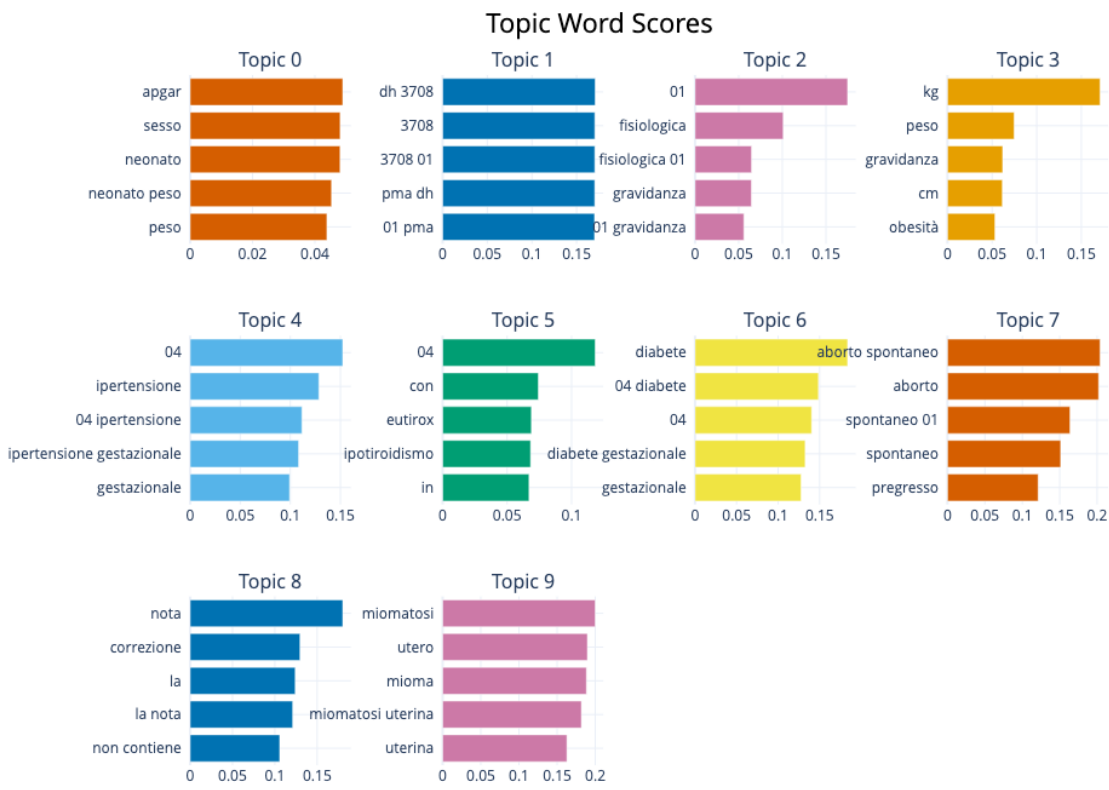 Topic Word Scores
Topic 0
apgar
sesso
neonato
neonato peso
peso
0 0.02 0.04
Topic 1
dh 3708
3708
3708 01
pma dh
01 pma
0 0.05 0.1 0.15
Topic 2
01
fisiologica
fisiologica 01
gravidanza
01 gravidanza
0 0.05 0.1 0.15
Topic 3
kg
peso
gravidanza
cm
obesità
0 0.05 0.1 0.15
Topic 4
04
ipertensione
04 ipertensione
ipertensione gestazionale
gestazionale
0 0.05 0.1 0.15
Topic 5
04
con
eutirox
ipotiroidismo
in
0 0.05 0.1
Topic 6
diabete
04 diabete
04
diabete gestazionale
gestazionale
0 0.05 0.1 0.15
Topic 7
aborto spontaneo
aborto
spontaneo 01
spontaneo
pregresso
0 0.05 0.1 0.15 0.2
Topic 8
nota
correzione
la
la nota
non contiene
0 0.05 0.1 0.15
Topic 9
miomatosi
utero
mioma
miomatosi uterina
uterina
0 0.05 0.1 0.15 0.2